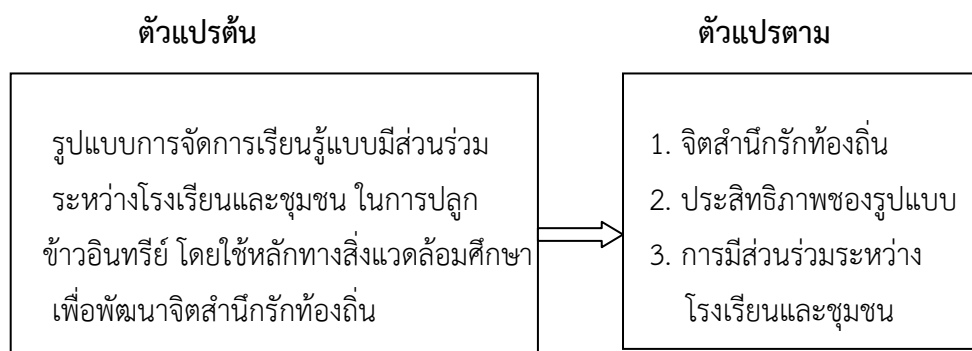 ตัวแปรต้น
รูปแบบการจัดการเรียนรู้แบบมีส่วนร่วม
ระหว่างโรงเรียนและชุมชน ในการปลูก
ข้าวอินทรีย์ โดยใช้หลักทางสิ่งแวดล้อมศึกษา
เพื่อพัฒนาจิตสำนึกรักท้องถิ่น
ตัวแปรตาม
1. จิตสำนึกรักท้องถิ่น
2. ประสิทธิภาพชองรูปแบบ
3. การมีส่วนร่วมระหว่าง
โรงเรียนและชุมชน